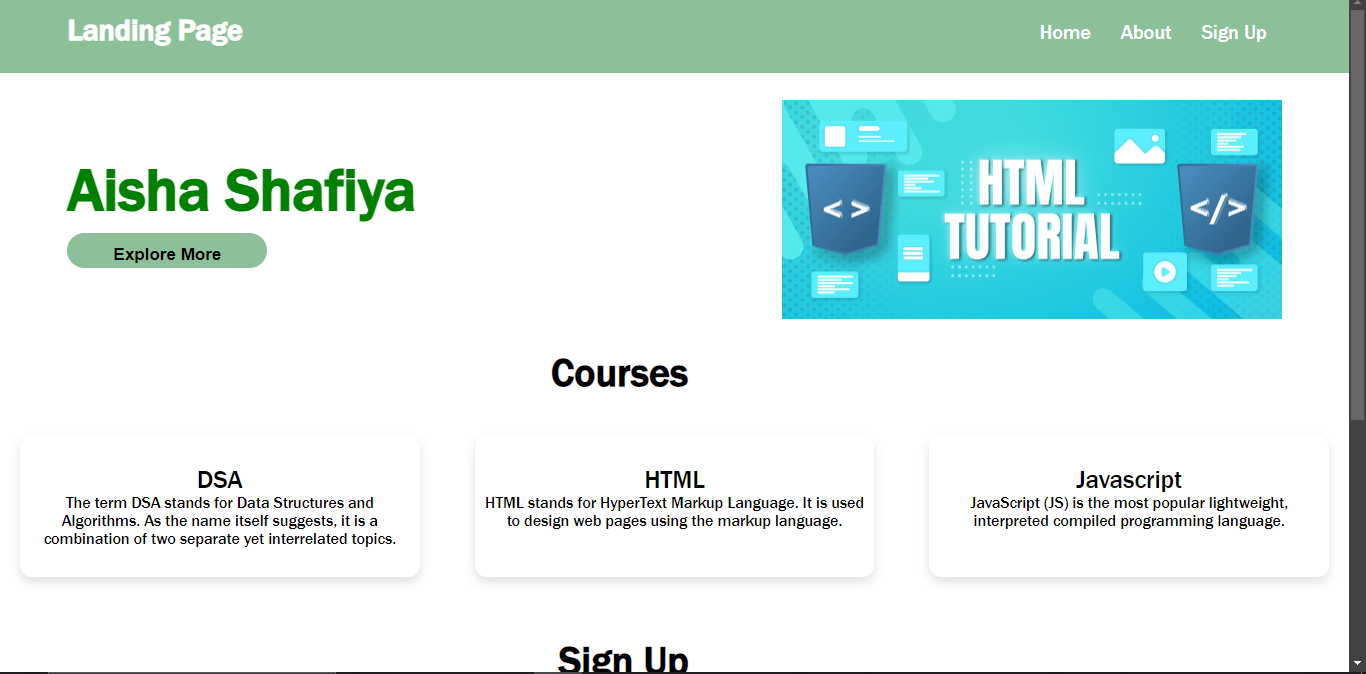 Landing Page
Home About Sign Up
Aisha Shafiya
Explore More
< >
HTML
TUTORIAL
</>
Courses
DSA
The term DSA stands for Data Structures and
Algorithms. As the name itself suggests, it is a
combination of two separate yet interrelated topics.
HTML
HTML stands for HyperText Markup Language. It is used
to design web pages using the markup language.
Javascript
JavaScript (JS) is the most popular lightweight,
interpreted compiled programming language.
Sign Up